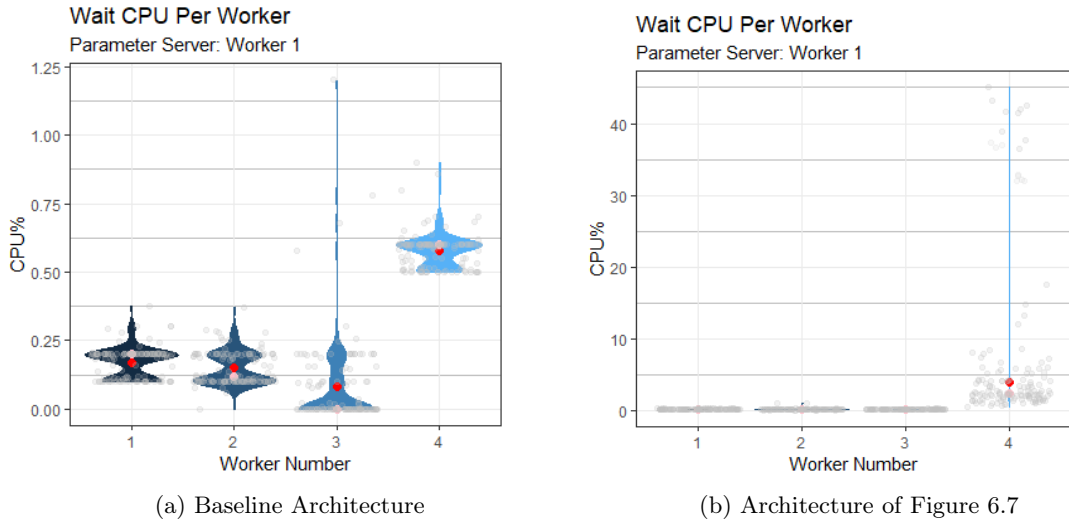 Wait CPU Per Worker
Parameter Server: Worker 1
1.25
1.00
0.75
0.50
0.25
0.00
CPU%
1 2 3 4
Worker Number
(a) Baseline Architecture
Wait CPU Per Worker
Parameter Server: Worker 1
40
30
20
10
0
CPU%
1 2 3 4
Worker Number
(b) Architecture of Figure 6.7